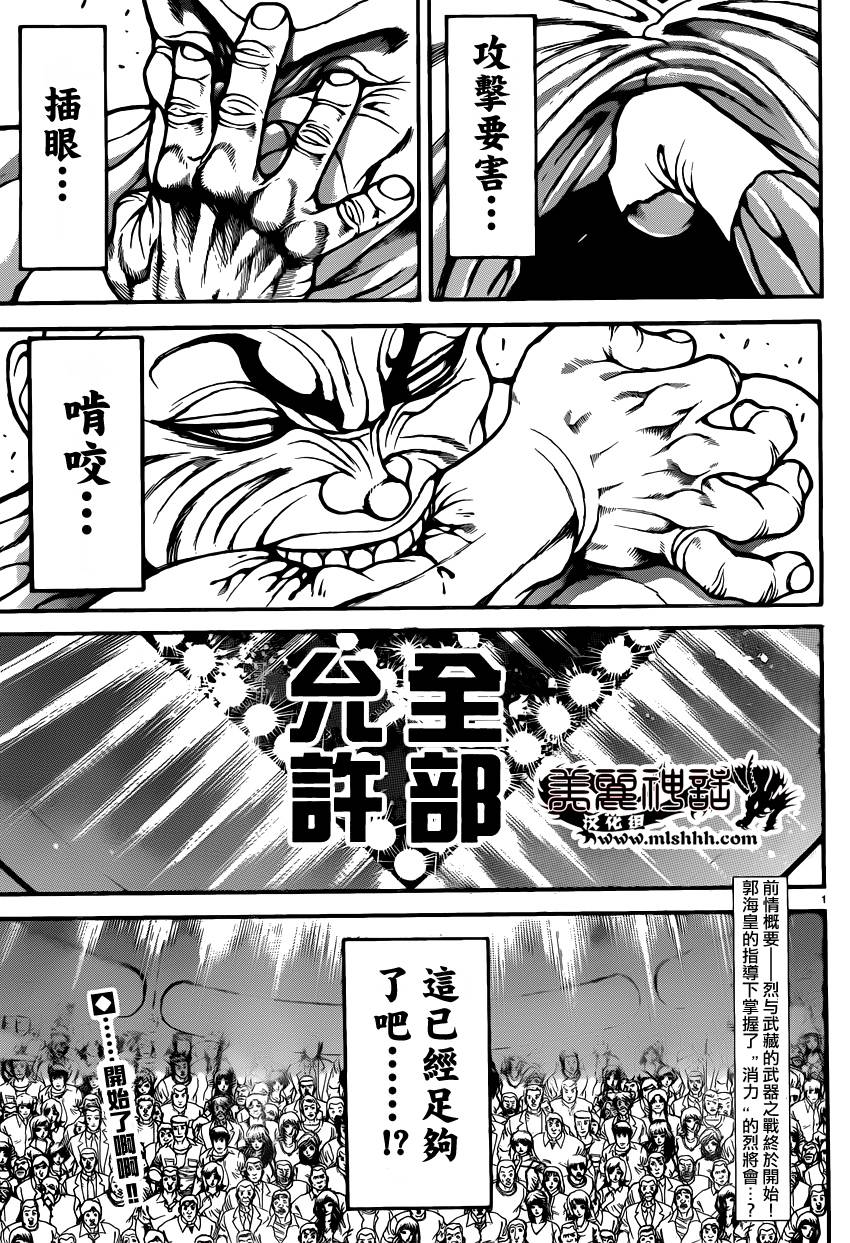 攻擊要害…
插眼…
啃咬…
全部
允許
美麗神話
汉化组
www.mlshhh.com
1
前情概要——烈与武藏的武器之戰終於開始！
郭海皇的指導下掌握了”消力“的烈將會…？
這已經足夠
了吧……!?
◆……開始了啊啊!!